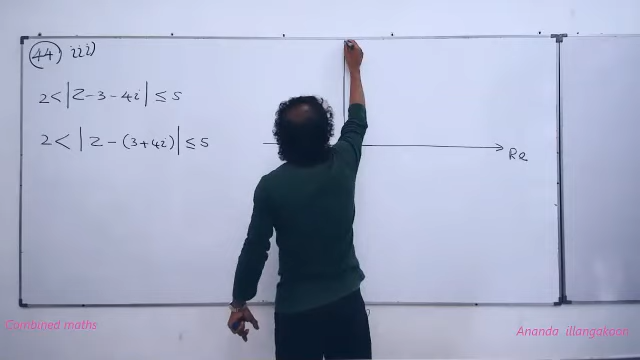 44) iii)
2 < |Z - 3 - 4i| ≤ 5
2 < |Z - (3 + 4i)| ≤ 5
Re
Combined maths
Ananda illangakoon